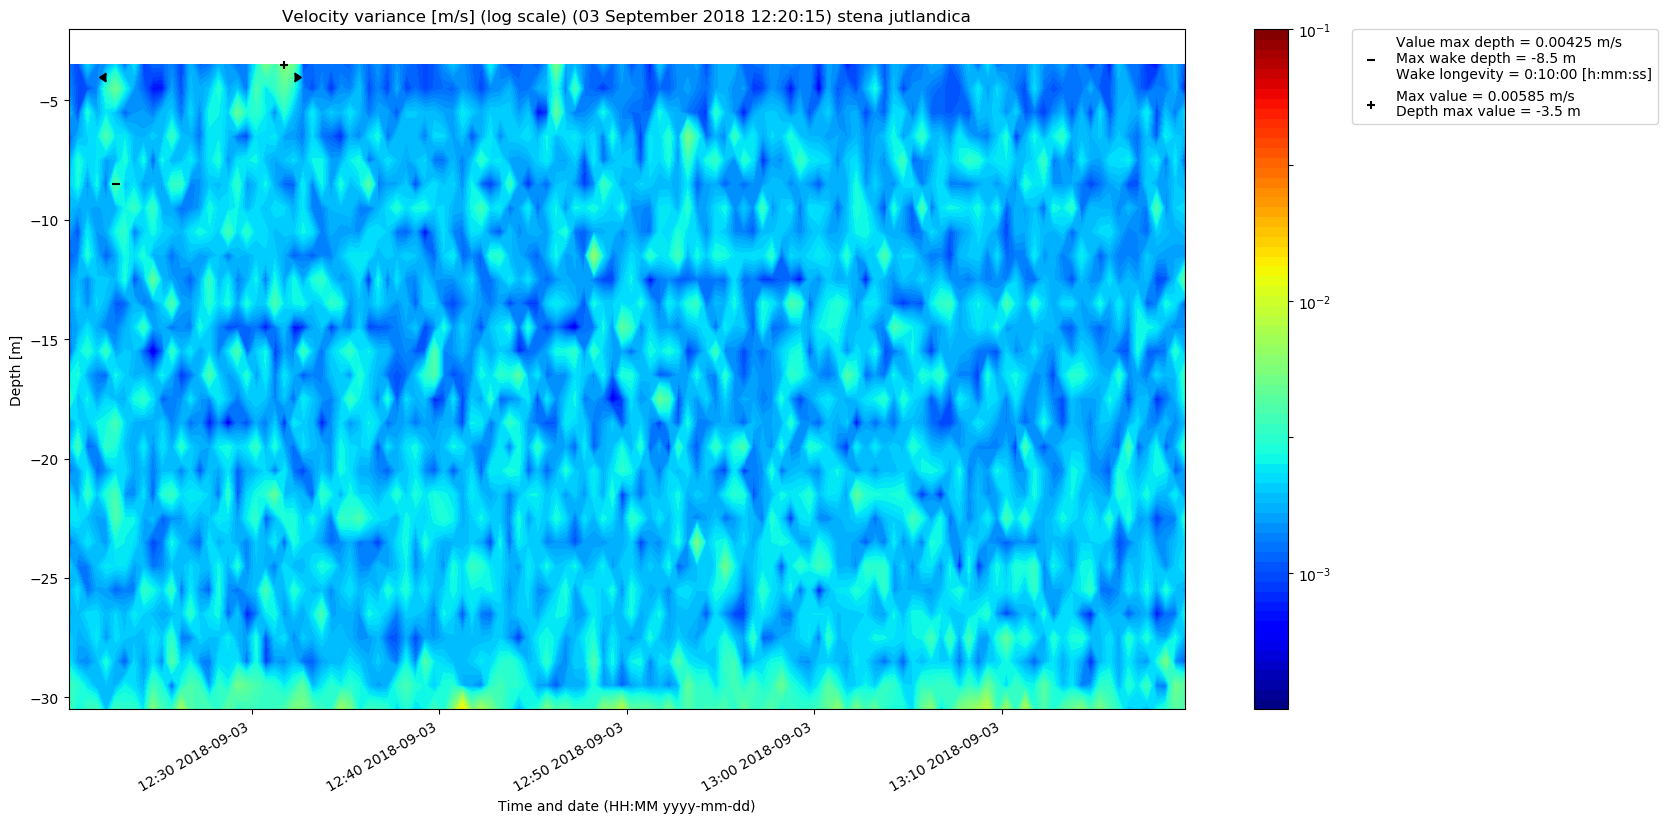 Velocity variance [m/s] (log scale) (03 September 2018 12:20:15) stena jutlandica
Value max depth = 0.00425 m/s
Max wake depth = -8.5 m
Wake longevity = 0:10:00 [h:mm:ss]
Max value = 0.00585 m/s
Depth max value = -3.5 m
10⁻¹
10⁻²
10⁻³
Depth [m]
−5
−10
−15
−20
−25
−30
12:30 2018-09-03
12:40 2018-09-03
12:50 2018-09-03
13:00 2018-09-03
13:10 2018-09-03
Time and date (HH:MM yyyy-mm-dd)